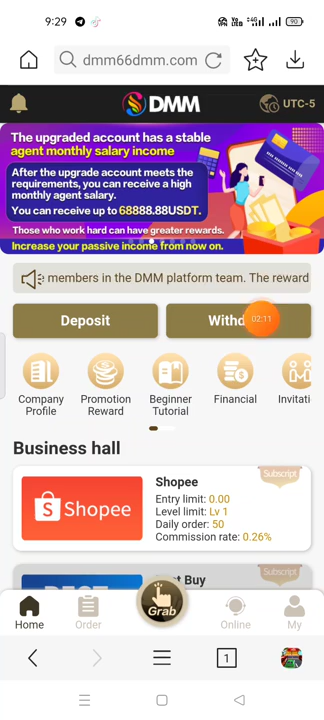 9:29
90
dmm66dmm.com
DMM
UTC-5
The upgraded account has a stable
agent monthly salary income
After the upgrade account meets the
requirements, you can receive a high
monthly agent salary.
You can receive up to 68888.88USDT.
Those who work hard can have greater rewards.
Increase your passive income from now on.
members in the DMM platform team. The reward
Deposit
Withd
02:11
Company
Profile
Promotion
Reward
Beginner
Tutorial
Financial
Invitati
Business hall
Subscript
Shopee
Shopee
Entry limit: 0.00
Level limit: Lv 1
Daily order: 50
Commission rate: 0.26%
Subscript
Buy
Grab
Home
Order
Online
My
1